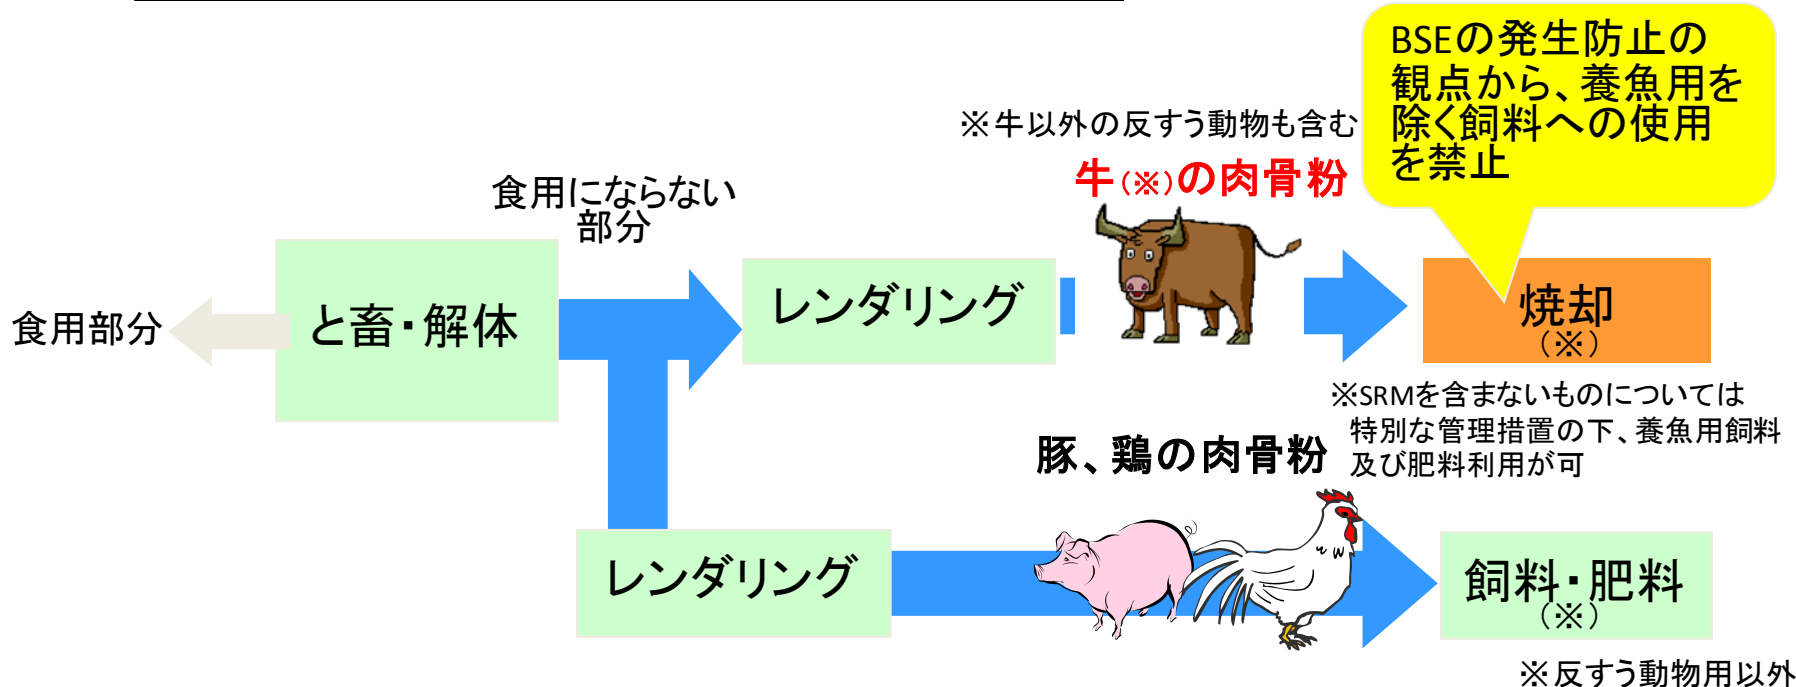 BSEの発生防止の
観点から、養魚用を
除く飼料への使用
を禁止
※牛以外の反すう動物も含む
牛(※)の肉骨粉
食用にならない
部分
食用部分
と畜・解体
レンダリング
焼却
(※)
※SRMを含まないものについては
特別な管理措置の下、養魚用飼料
及び肥料利用が可
豚、鶏の肉骨粉
レンダリング
飼料・肥料
(※)
※反すう動物用以外